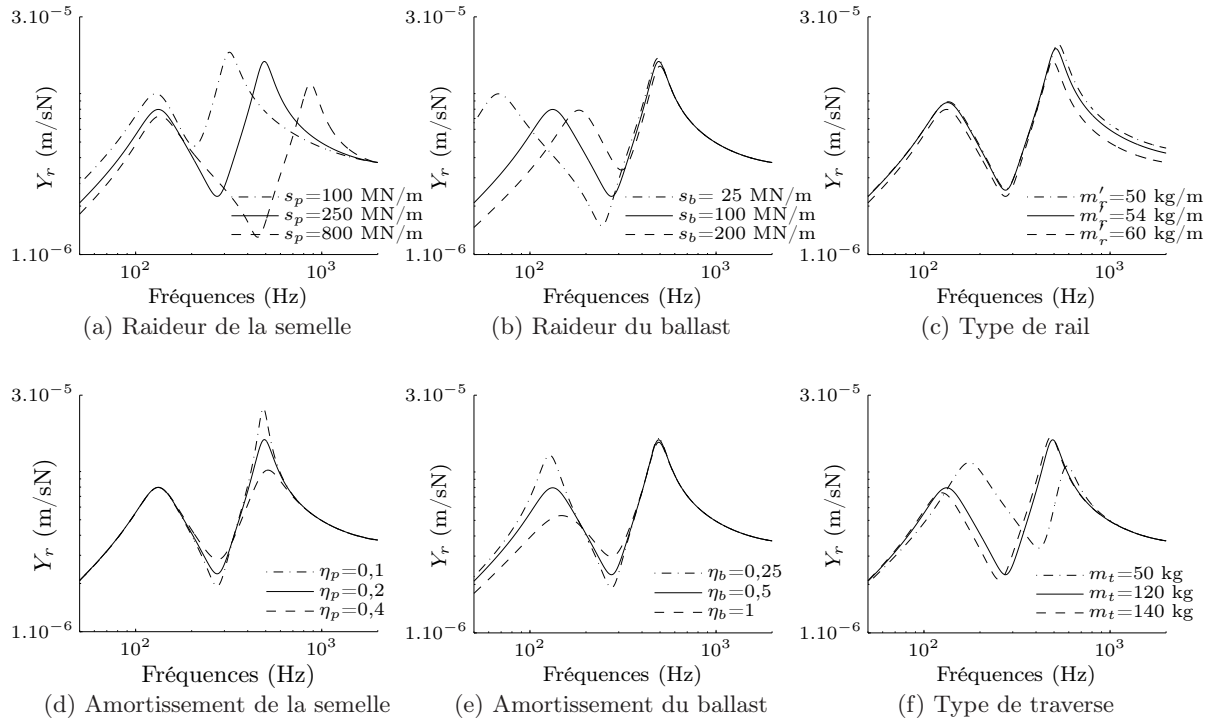 3.10⁻⁵
Y_r (m/sN)
s_p=100 MN/m
s_p=250 MN/m
s_p=800 MN/m
1.10⁻⁶
10² 10³
Fréquences (Hz)
(a) Raideur de la semelle
3.10⁻⁵
Y_r (m/sN)
s_b= 25 MN/m
s_b=100 MN/m
s_b=200 MN/m
1.10⁻⁶
10² 10³
Fréquences (Hz)
(b) Raideur du ballast
3.10⁻⁵
Y_r (m/sN)
m'_r=50 kg/m
m'_r=54 kg/m
m'_r=60 kg/m
1.10⁻⁶
10² 10³
Fréquences (Hz)
(c) Type de rail
3.10⁻⁵
Y_r (m/sN)
η_p=0,1
η_p=0,2
η_p=0,4
1.10⁻⁶
10² 10³
Fréquences (Hz)
(d) Amortissement de la semelle
3.10⁻⁵
Y_r (m/sN)
η_b=0,25
η_b=0,5
η_b=1
1.10⁻⁶
10² 10³
Fréquences (Hz)
(e) Amortissement du ballast
3.10⁻⁵
Y_r (m/sN)
m_t=50 kg
m_t=120 kg
m_t=140 kg
1.10⁻⁶
10² 10³
Fréquences (Hz)
(f) Type de traverse